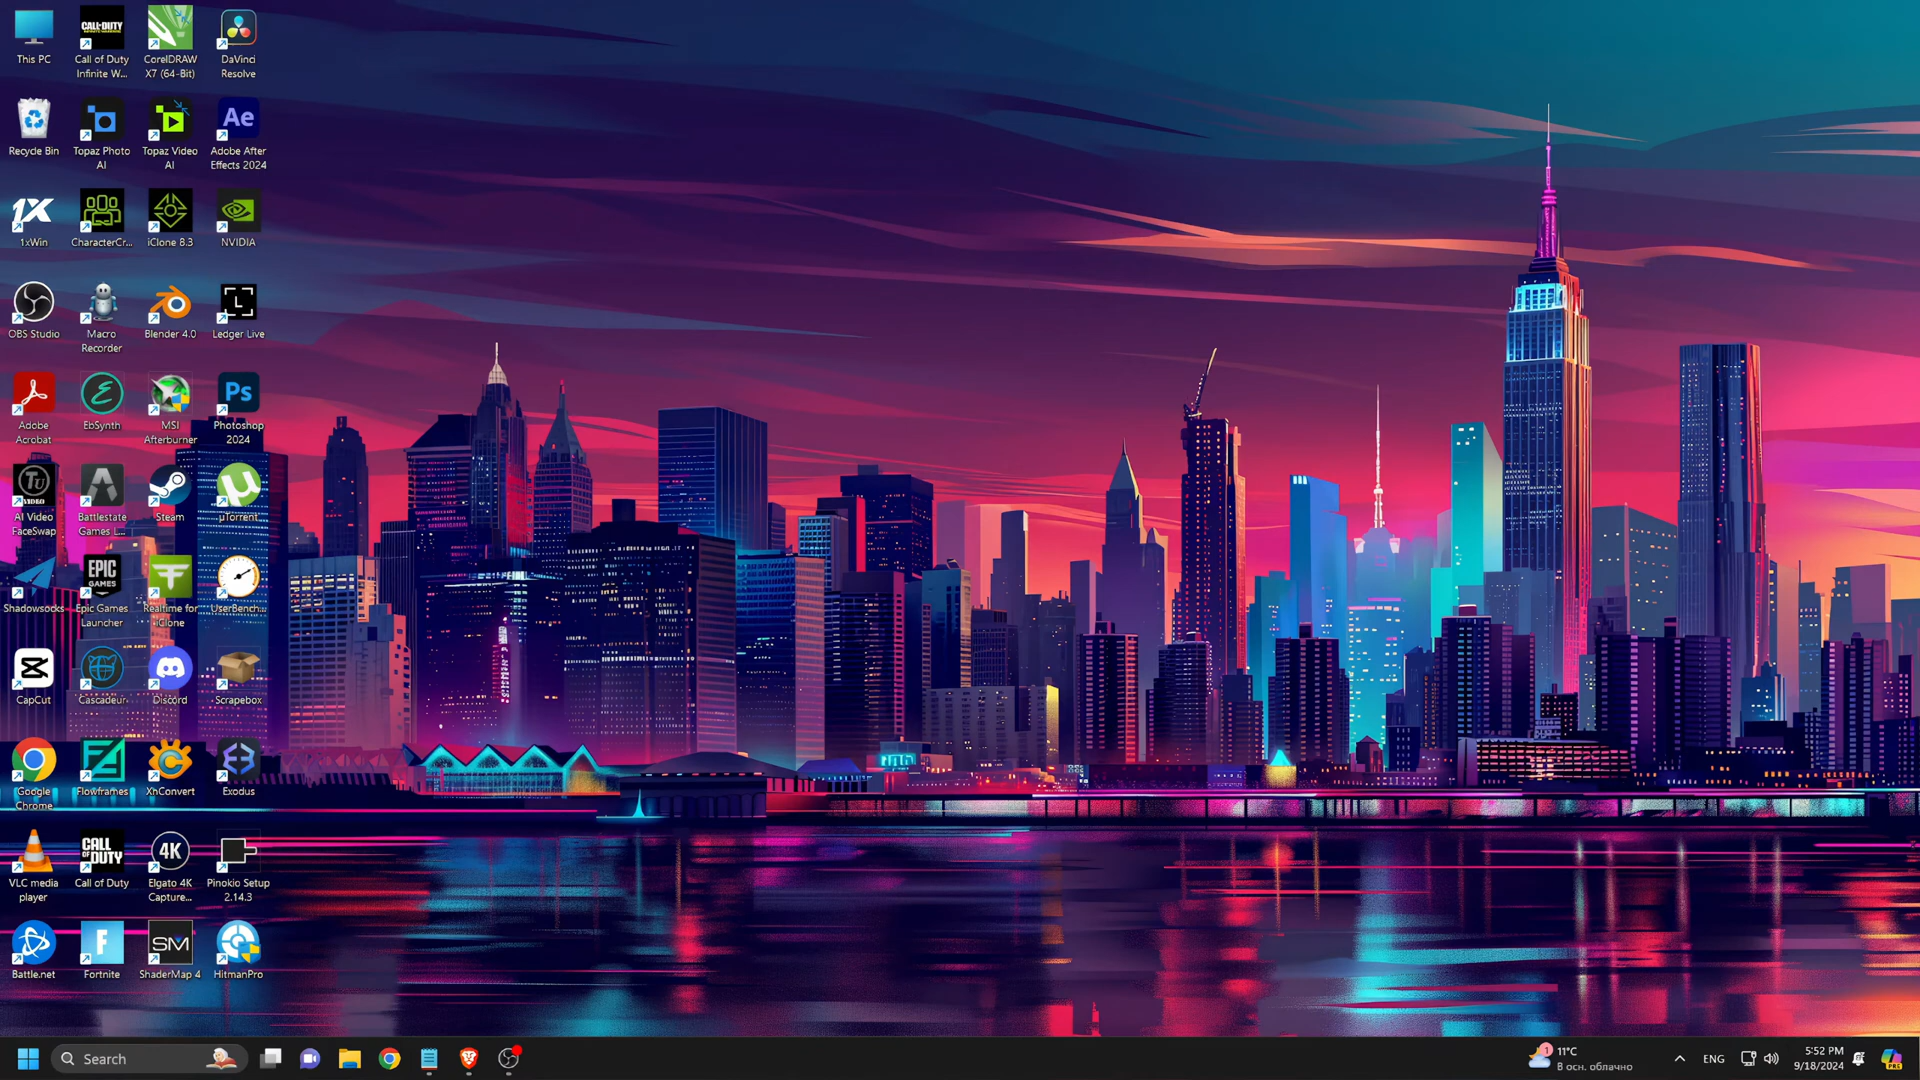 This PC
Call of Duty
Infinite W...
CorelDRAW
X7 (64-Bit)
DaVinci
Resolve
Recycle Bin
Topaz Photo
AI
Topaz Video
AI
Adobe After
Effects 2024
1xWin
CharacterCr...
iClone 8.3
NVIDIA
OBS Studio
Macro
Recorder
Blender 4.0
Ledger Live
Adobe
Acrobat
EbSynth
MSI
Afterburner
Photoshop
2024
AI Video
FaceSwap
Battlestate
Games L...
Steam
µTorrent
Shadowsocks
Epic Games
Launcher
Realtime for
iClone
UserBench...
CapCut
Cascadeur
Discord
Scrapebox
Google
Chrome
Flowframes
XnConvert
Exodus
VLC media
player
Call of Duty
Elgato 4K
Capture...
Pinokio Setup
2.14.3
Battle.net
Fortnite
ShaderMap 4
HitmanPro
Search
1
11°C
В осн. облачно
ENG
5:52 PM
9/18/2024
PRE